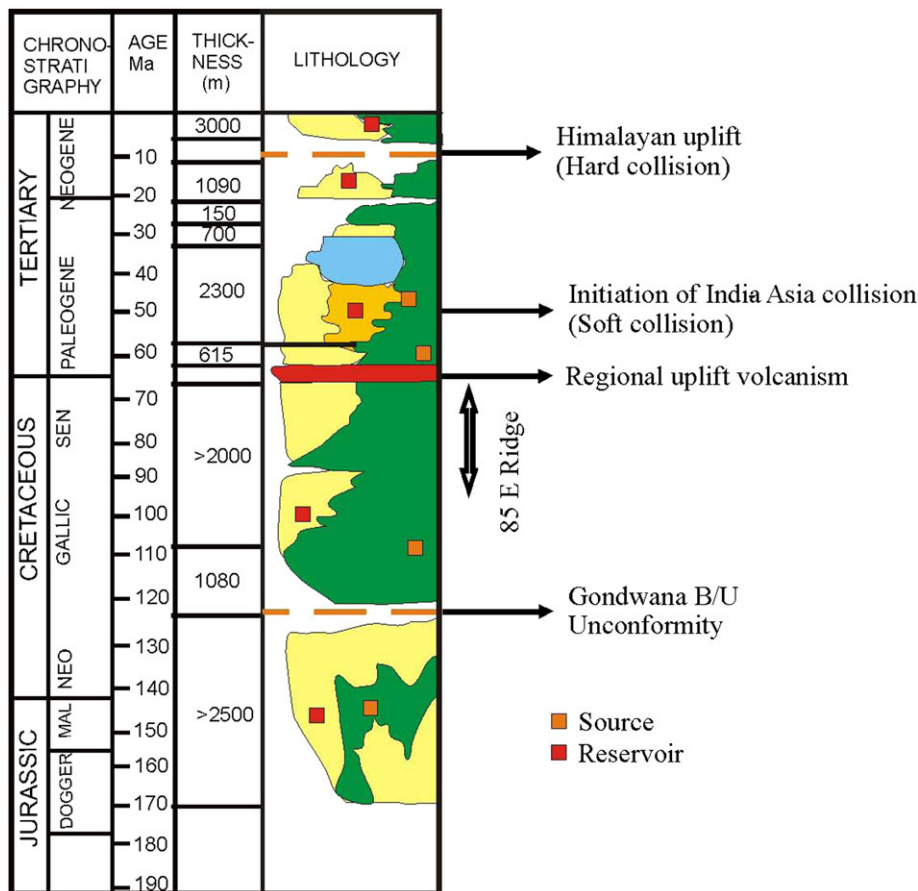 CHRONO-
STRATI
GRAPHY
AGE
Ma
THICK-
NESS
(m)
LITHOLOGY
TERTIARY
NEOGENE
PALEOGENE
CRETACEOUS
SEN
GALLIC
NEO
JURASSIC
MAL
DOGGER
10
20
30
40
50
60
70
80
90
100
110
120
130
140
150
160
170
180
190
3000
1090
150
700
2300
615
>2000
1080
>2500
Himalayan uplift
(Hard collision)
Initiation of India Asia collision
(Soft collision)
Regional uplift volcanism
85 E Ridge
Gondwana B/U
Unconformity
Source
Reservoir